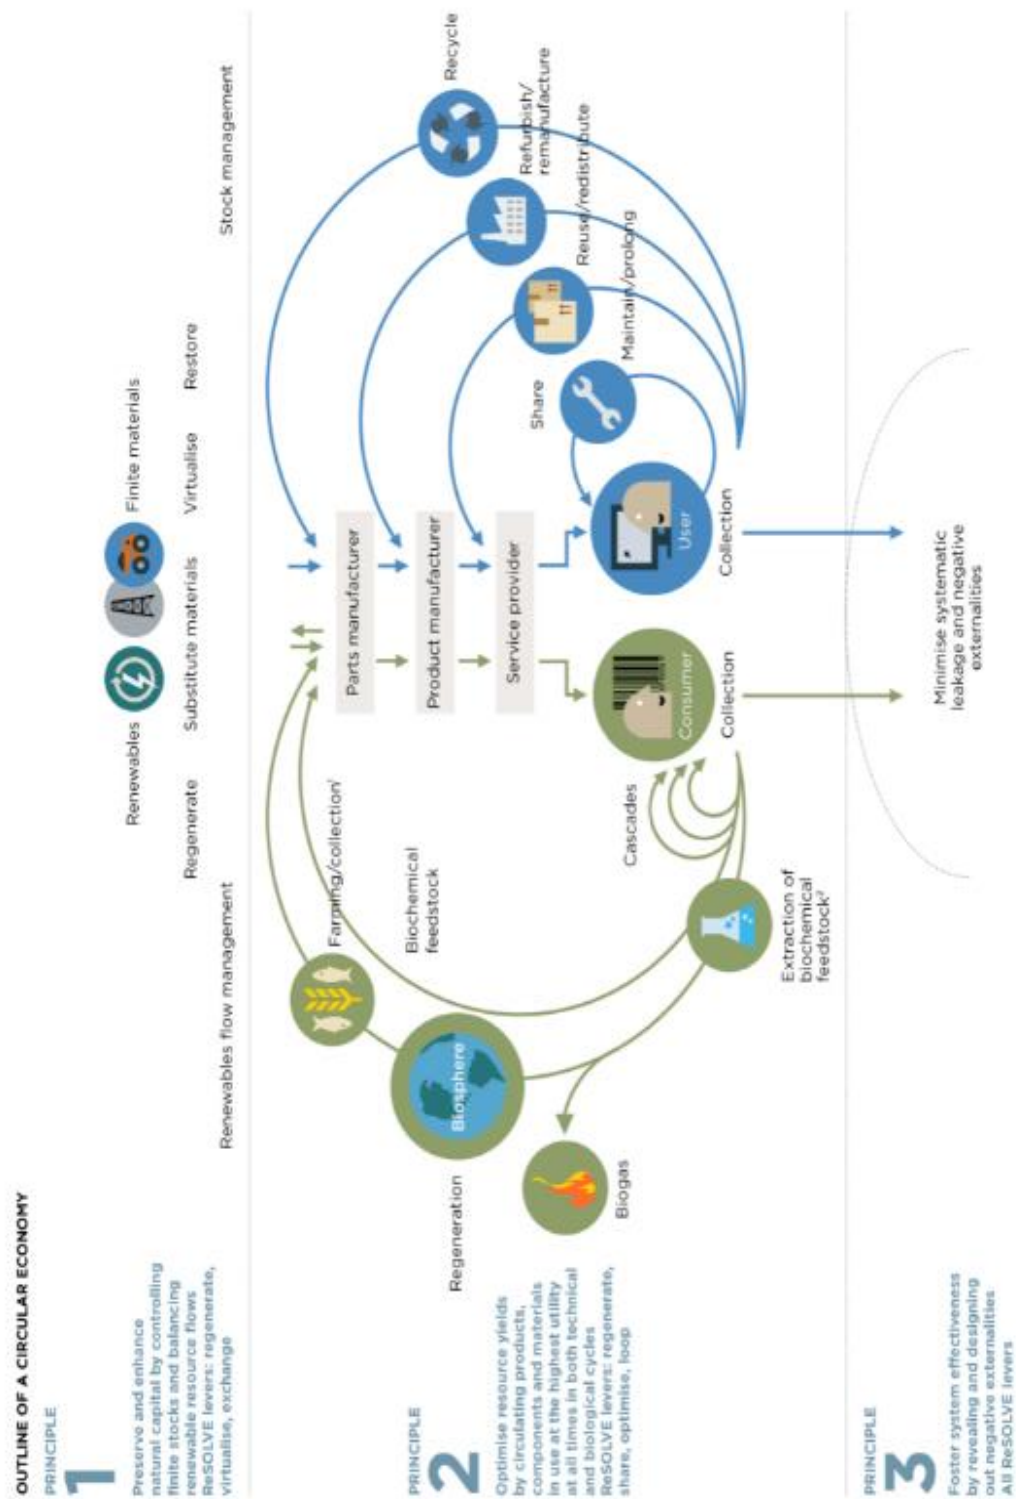 OUTLINE OF A CIRCULAR ECONOMY
PRINCIPLE
1
Preserve and enhance
natural capital by controlling
finite stocks and balancing
renewable resource flows
ReSOLVE levers: regenerate,
virtualise, exchange
Renewables
Finite materials
Regenerate
Substitute materials
Virtualise
Restore
Renewables flow management
Stock management
PRINCIPLE
2
Optimise resource yields
by circulating products,
components and materials
in use at the highest utility
at all times in both technical
and biological cycles
ReSOLVE levers: regenerate,
share, optimise, loop
Farming/collection¹
Biochemical
feedstock
Regeneration
Biosphere
Biogas
Cascades
Extraction of
biochemical
feedstock²
Parts manufacturer
Product manufacturer
Service provider
Consumer
User
Collection
Collection
Share
Maintain/prolong
Reuse/redistribute
Refurbish/
remanufacture
Recycle
PRINCIPLE
3
Foster system effectiveness
by revealing and designing
out negative externalities
All ReSOLVE levers
Minimise systematic
leakage and negative
externalities